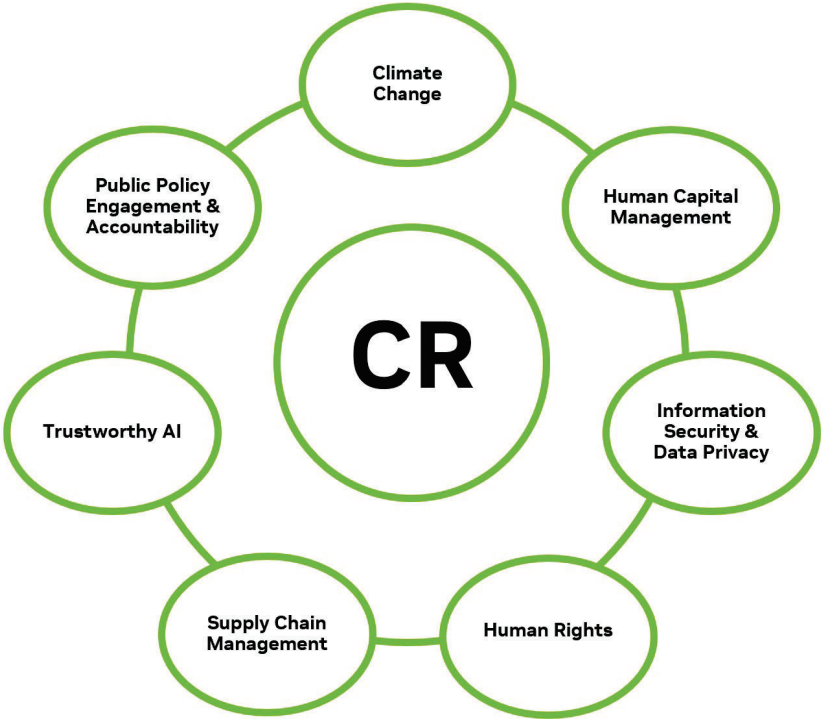 Climate
Change
Human Capital
Management
Information
Security &
Data Privacy
Human Rights
Supply Chain
Management
Trustworthy AI
Public Policy
Engagement &
Accountability
CR